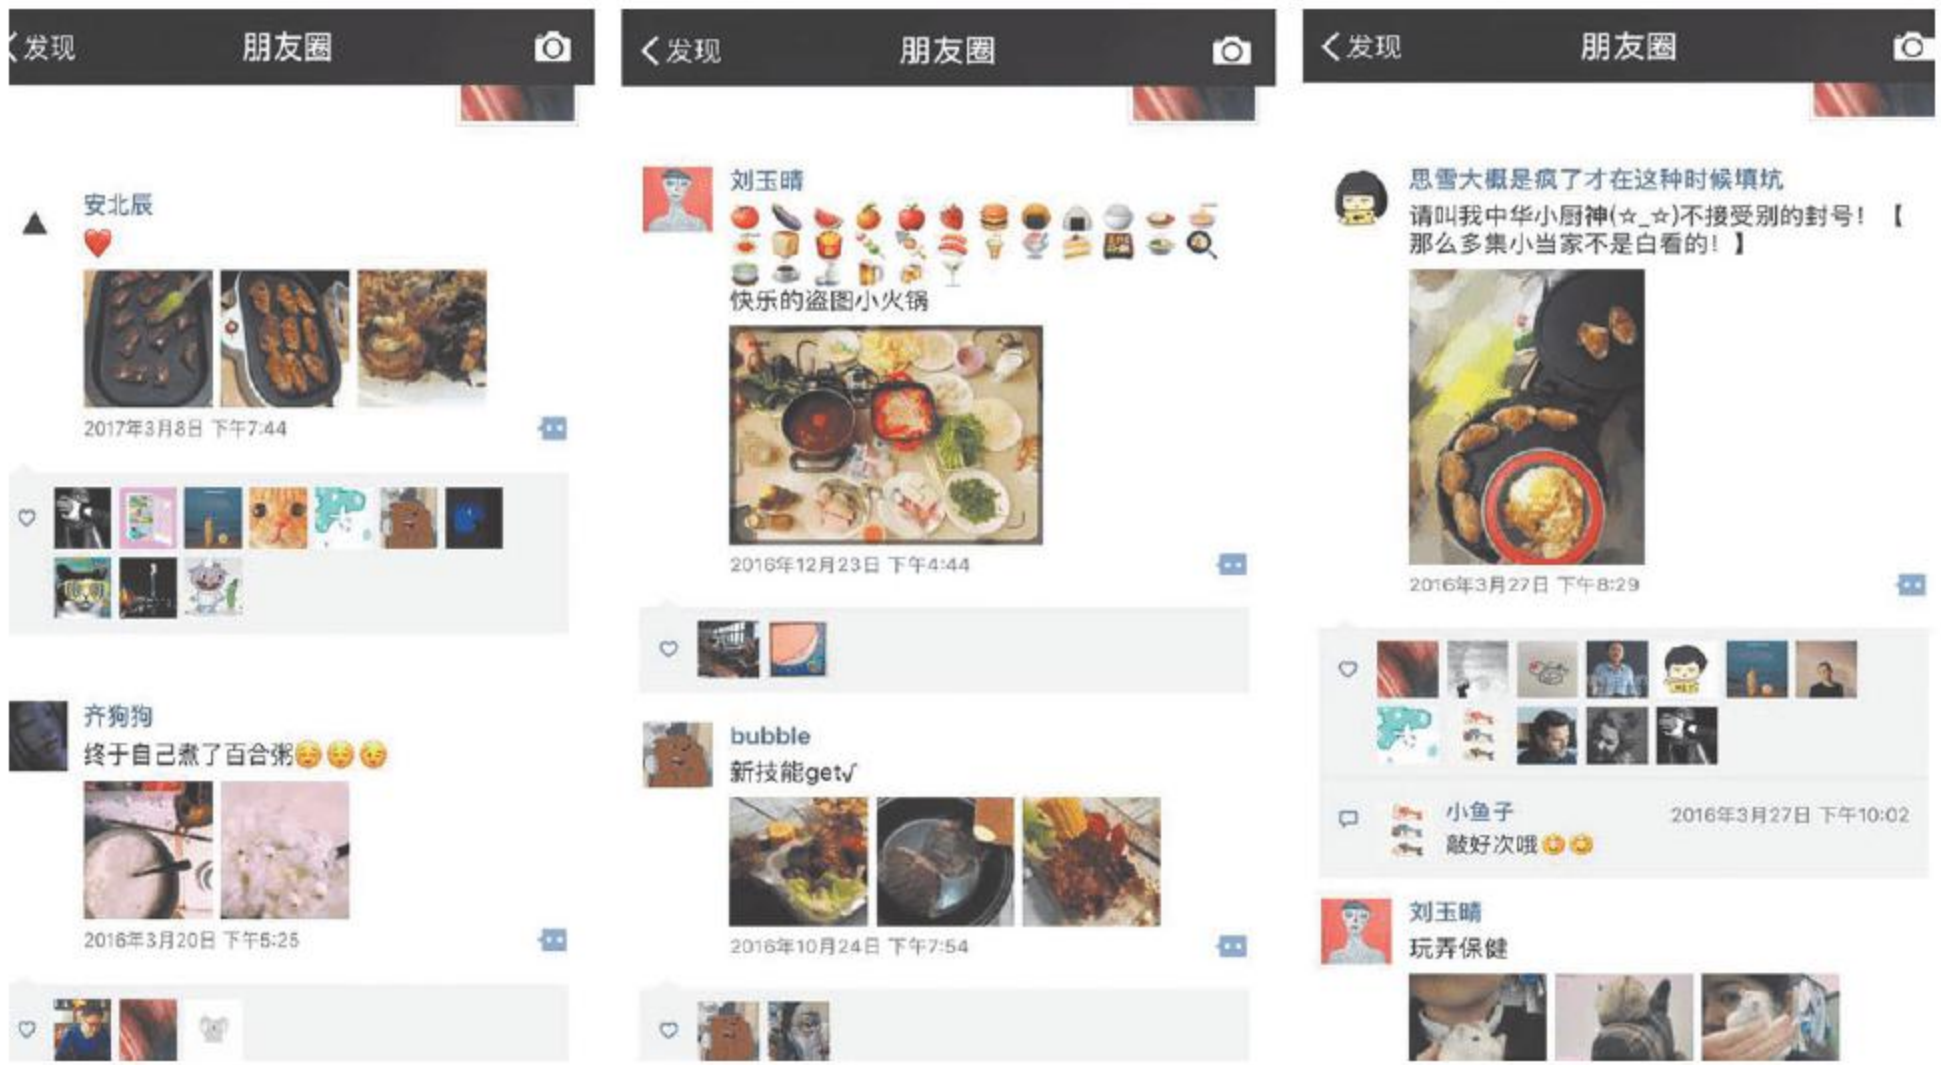 发现
朋友圈
安北辰
2017年3月8日 下午7:44
齐狗狗
终于自己煮了百合粥
2016年3月20日 下午5:25
发现
朋友圈
刘玉晴
快乐的盗图小火锅
2016年12月23日 下午4:44
bubble
新技能get√
2016年10月24日 下午7:54
发现
朋友圈
思雪大概是疯了才在这种时候填坑
请叫我中华小厨神(☆_☆)不接受别的封号！【
那么多集小当家不是白看的！】
2016年3月27日 下午8:29
小鱼子
2016年3月27日 下午10:02
敲好次哦
刘玉晴
玩弄保健